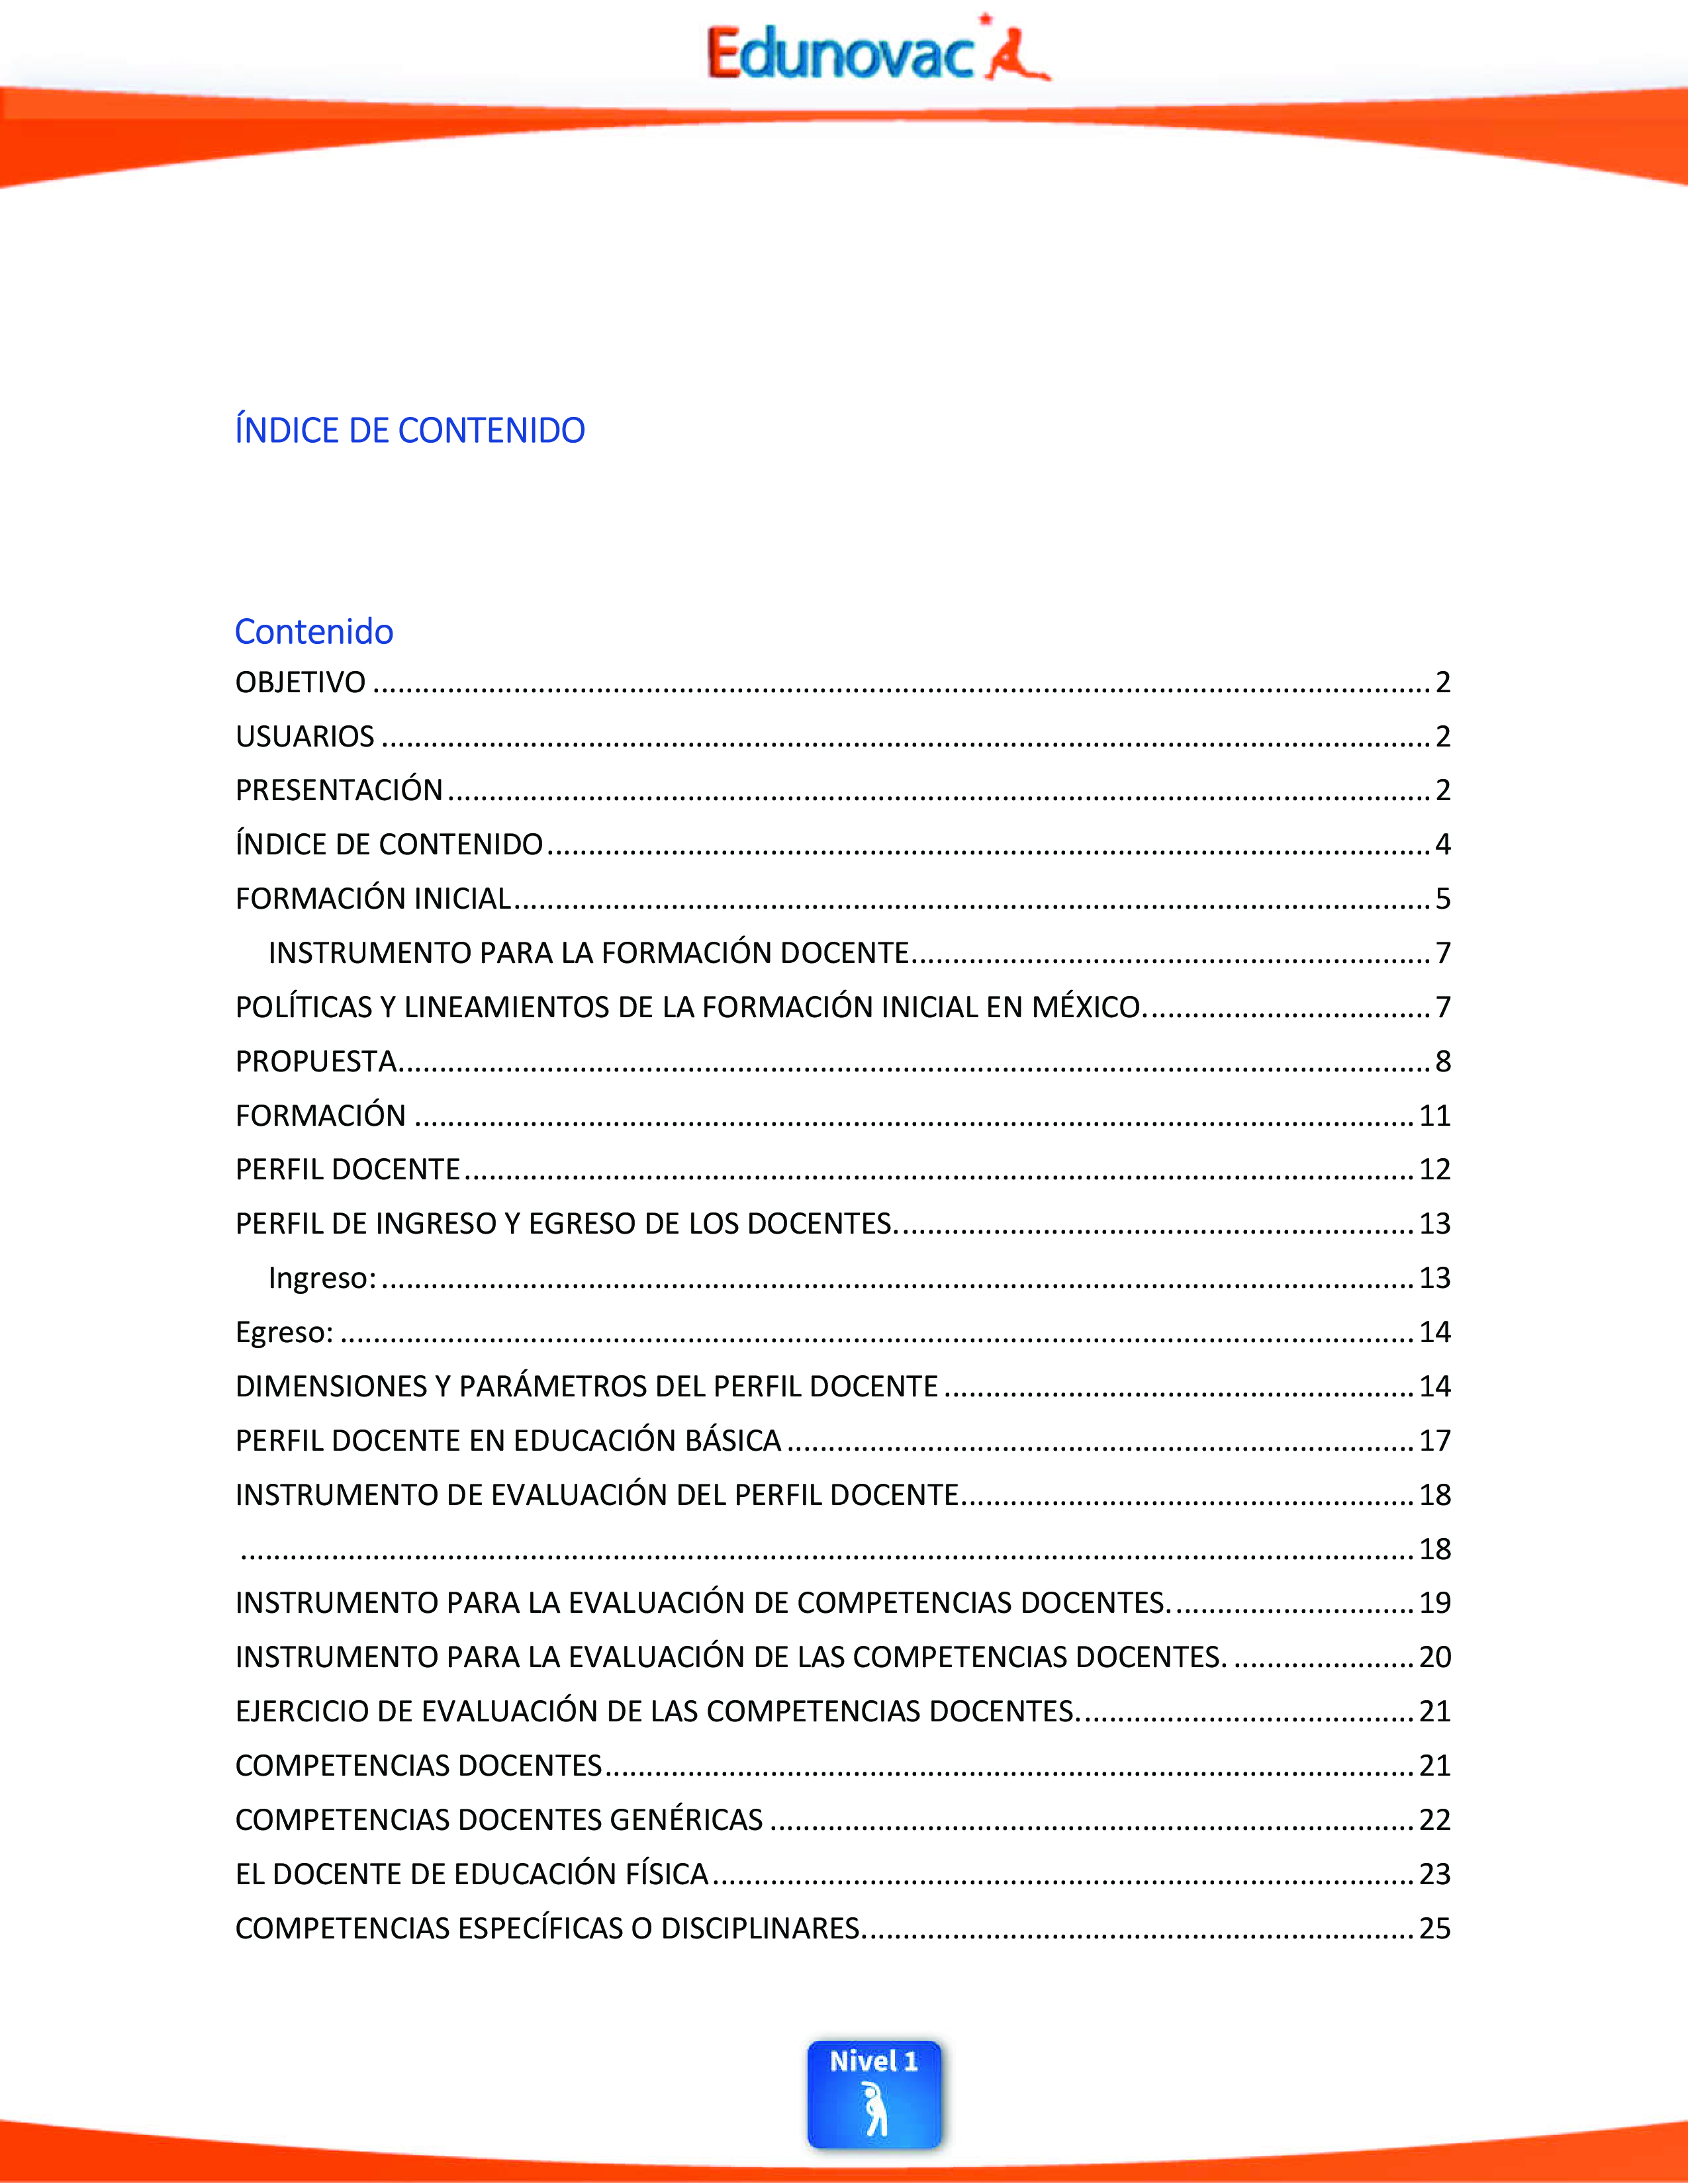 Edunovac
ÍNDICE DE CONTENIDO
Contenido
OBJETIVO ........................................ 2
USUARIOS ........................................ 2
PRESENTACIÓN ........................................ 2
ÍNDICE DE CONTENIDO ........................................ 4
FORMACIÓN INICIAL ........................................ 5
INSTRUMENTO PARA LA FORMACIÓN DOCENTE ........................................ 7
POLÍTICAS Y LINEAMIENTOS DE LA FORMACIÓN INICIAL EN MÉXICO. ........................................ 7
PROPUESTA ........................................ 8
FORMACIÓN ........................................ 11
PERFIL DOCENTE ........................................ 12
PERFIL DE INGRESO Y EGRESO DE LOS DOCENTES. ........................................ 13
Ingreso: ........................................ 13
Egreso: ........................................ 14
DIMENSIONES Y PARÁMETROS DEL PERFIL DOCENTE ........................................ 14
PERFIL DOCENTE EN EDUCACIÓN BÁSICA ........................................ 17
INSTRUMENTO DE EVALUACIÓN DEL PERFIL DOCENTE ........................................ 18
........................................ 18
INSTRUMENTO PARA LA EVALUACIÓN DE COMPETENCIAS DOCENTES. ........................................ 19
INSTRUMENTO PARA LA EVALUACIÓN DE LAS COMPETENCIAS DOCENTES. ........................................ 20
EJERCICIO DE EVALUACIÓN DE LAS COMPETENCIAS DOCENTES. ........................................ 21
COMPETENCIAS DOCENTES ........................................ 21
COMPETENCIAS DOCENTES GENÉRICAS ........................................ 22
EL DOCENTE DE EDUCACIÓN FÍSICA ........................................ 23
COMPETENCIAS ESPECÍFICAS O DISCIPLINARES. ........................................ 25
Nivel 1